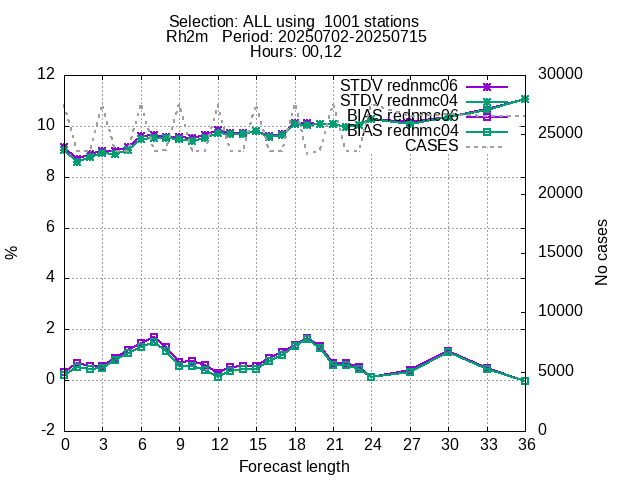 Selection: ALL using  1001 stations
Rh2m   Period: 20250702-20250715
Hours: 00,12
12
10
8
6
4
2
0
-2
%
30000
25000
20000
15000
10000
5000
0
No cases
STDV rednmc06
STDV rednmc04
BIAS rednmc06
BIAS rednmc04
CASES
0 3 6 9 12 15 18 21 24 27 30 33 36
Forecast length